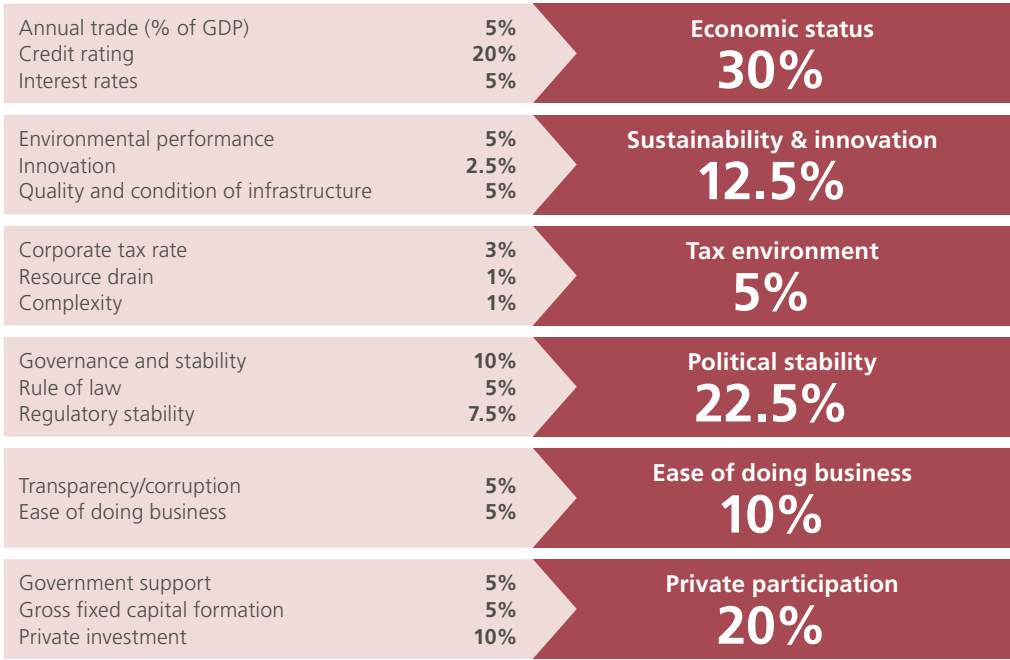 Annual trade (% of GDP) 5%
Credit rating 20%
Interest rates 5%
Economic status
30%
Environmental performance 5%
Innovation 2.5%
Quality and condition of infrastructure 5%
Sustainability & innovation
12.5%
Corporate tax rate 3%
Resource drain 1%
Complexity 1%
Tax environment
5%
Governance and stability 10%
Rule of law 5%
Regulatory stability 7.5%
Political stability
22.5%
Transparency/corruption 5%
Ease of doing business 5%
Ease of doing business
10%
Government support 5%
Gross fixed capital formation 5%
Private investment 10%
Private participation
20%